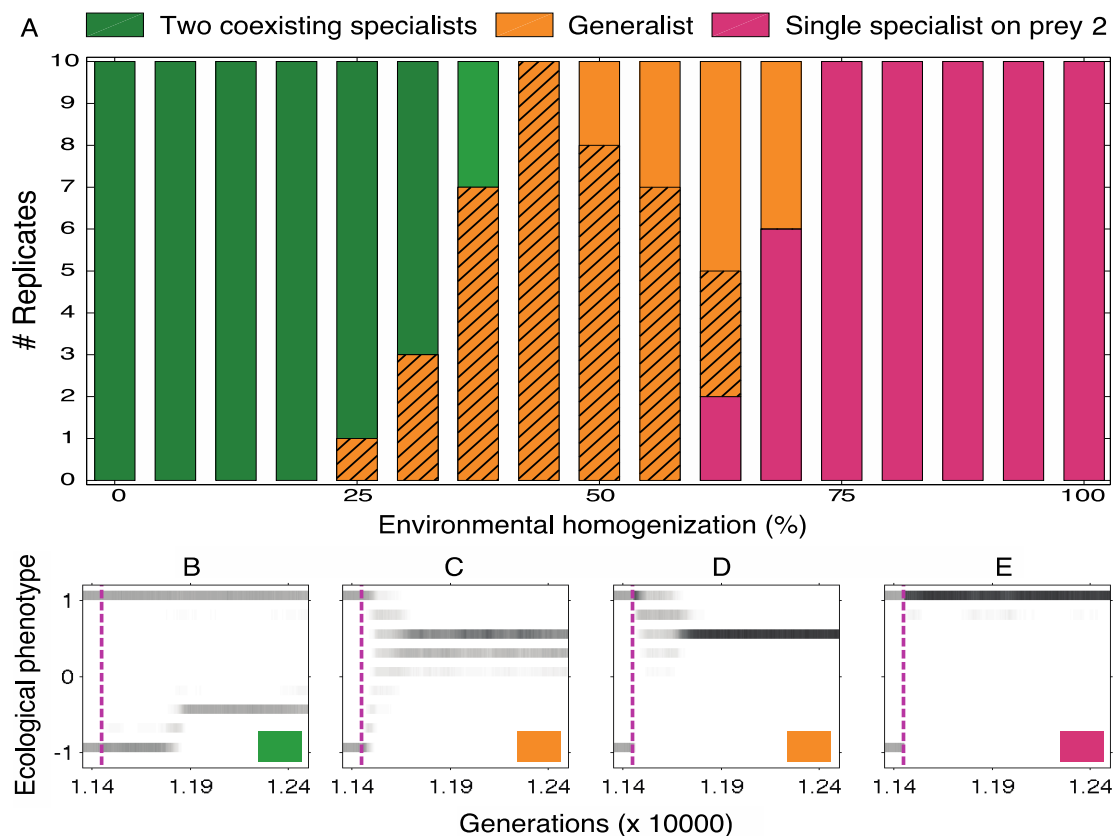 A
Two coexisting specialists
Generalist
Single specialist on prey 2
10
9
8
7
6
5
4
3
2
1
0
# Replicates
0
25
50
75
100
Environmental homogenization (%)
B
C
D
E
Ecological phenotype
1
0
-1
1.14
1.19
1.24
1.14
1.19
1.24
1.14
1.19
1.24
1.14
1.19
1.24
Generations (x 10000)